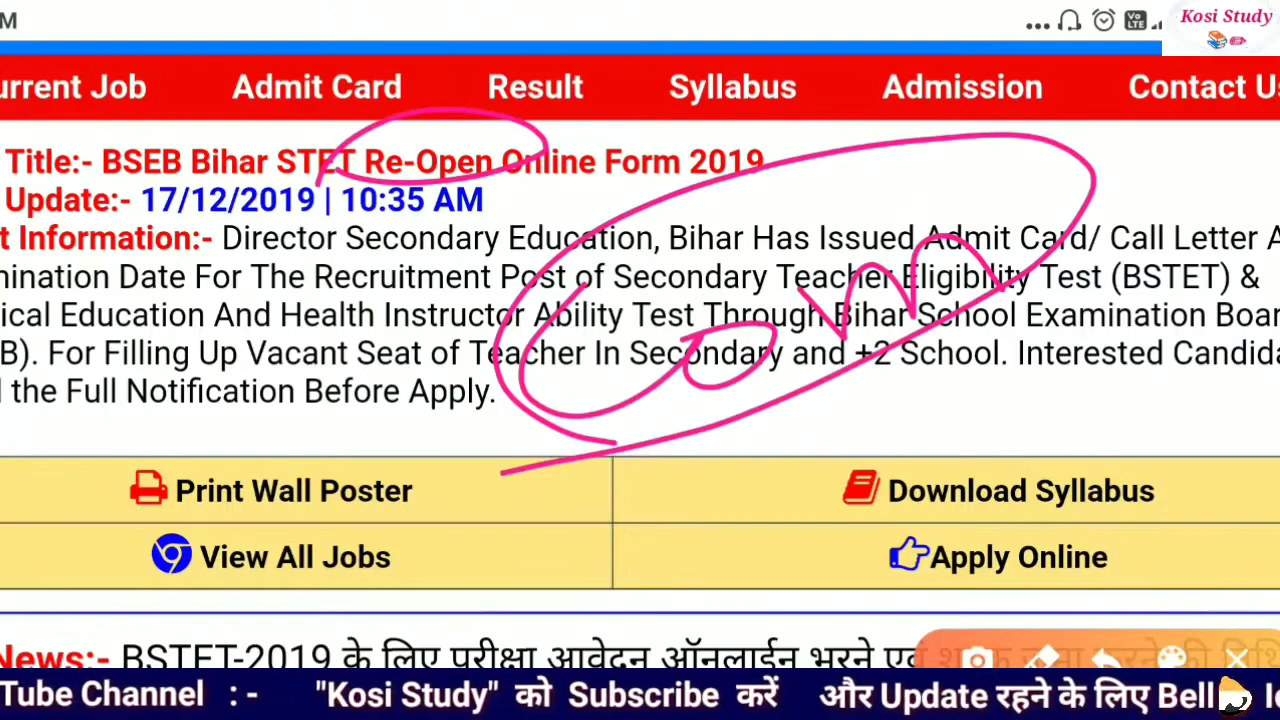 M
Kosi Study
urrent Job Admit Card Result Syllabus Admission Contact Us
Title:- BSEB Bihar STET Re-Open Online Form 2019
Update:- 17/12/2019 | 10:35 AM
t Information:- Director Secondary Education, Bihar Has Issued Admit Card/ Call Letter A
mination Date For The Recruitment Post of Secondary Teacher Eligibility Test (BSTET) &
ical Education And Health Instructor Ability Test Through Bihar School Examination Boar
B). For Filling Up Vacant Seat of Teacher In Secondary and +2 School. Interested Candida
the Full Notification Before Apply.
Print Wall Poster Download Syllabus
View All Jobs Apply Online
News:- BSTET-2019 के लिए परीक्षा आवेदन ऑनलाईन भरने एवं
Tube Channel :- "Kosi Study" को Subscribe करें और Update रहने के लिए Bell